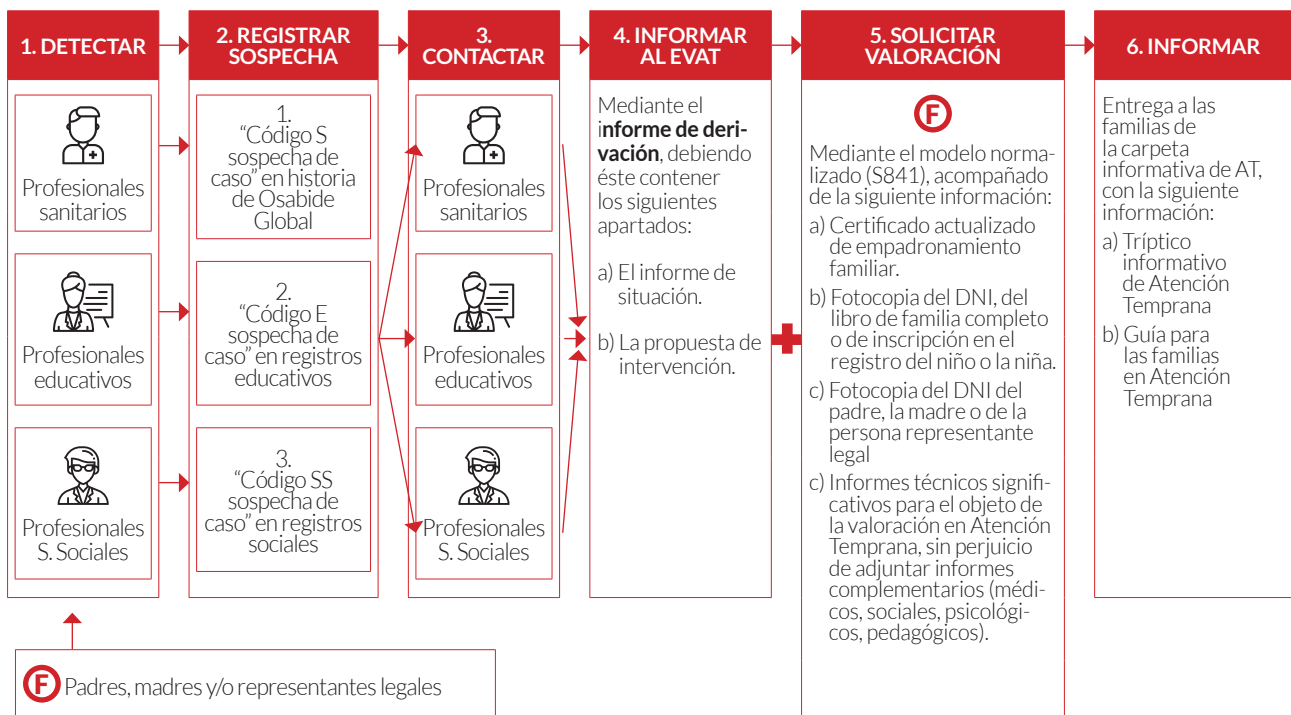 1. DETECTAR
Profesionales
sanitarios
Profesionales
educativos
Profesionales
S. Sociales
2. REGISTRAR
SOSPECHA
1.
“Código S
sospecha de
caso” en historia
de Osabide
Global
2.
“Código E
sospecha de
caso” en registros
educativos
3.
“Código SS
sospecha de
caso” en registros
sociales
3.
CONTACTAR
Profesionales
sanitarios
Profesionales
educativos
Profesionales
S. Sociales
4. INFORMAR
AL EVAT
Mediante el
informe de deri-
vación, debiendo
éste contener
los siguientes
apartados:
a) El informe de
situación.
b) La propuesta de
intervención.
5. SOLICITAR
VALORACIÓN
F
Mediante el modelo norma-
lizado (S841), acompañado
de la siguiente información:
a) Certificado actualizado
de empadronamiento
familiar.
b) Fotocopia del DNI, del
libro de familia completo
o de inscripción en el
registro del niño o la niña.
c) Fotocopia del DNI del
padre, la madre o de la
persona representante
legal
c) Informes técnicos signifi-
cativos para el objeto de
la valoración en Atención
Temprana, sin perjuicio
de adjuntar informes
complementarios (médi-
cos, sociales, psicológi-
cos, pedagógicos).
6. INFORMAR
Entrega a las
familias de
la carpeta
informativa de AT,
con la siguiente
información:
a) Tríptico
informativo
de Atención
Temprana
b) Guía para
las familias
en Atención
Temprana
F Padres, madres y/o representantes legales